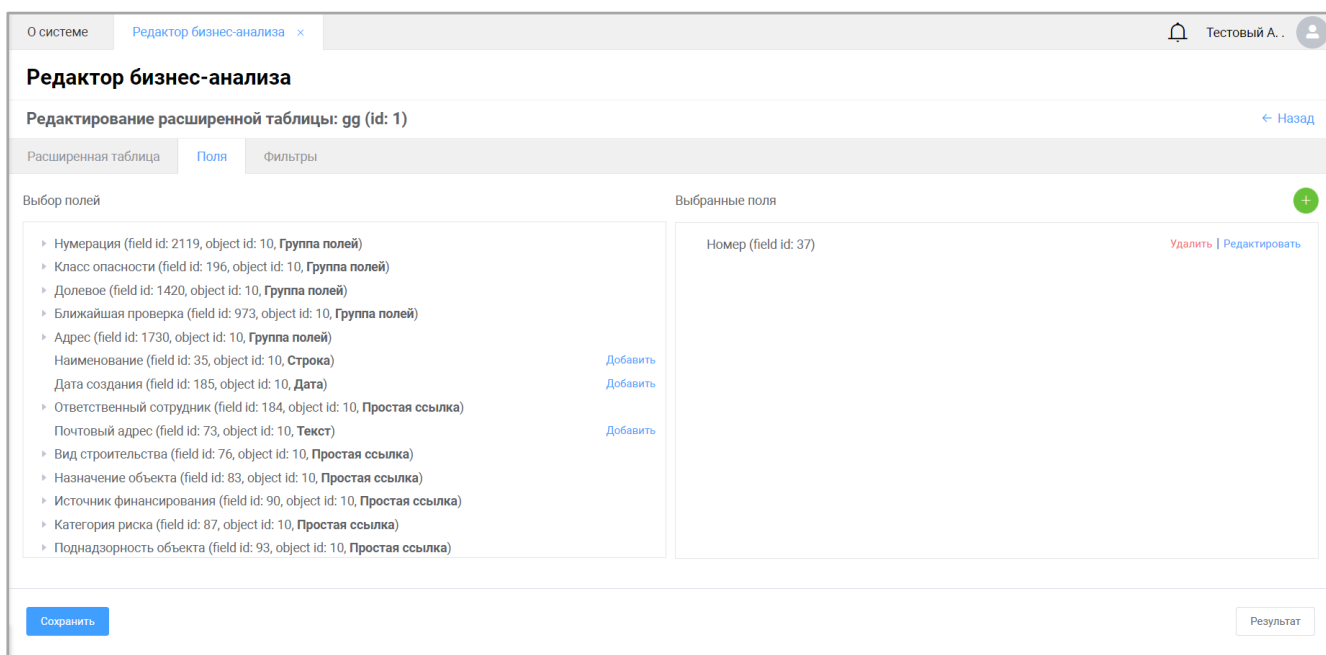 О системе
Редактор бизнес-анализа ×
Тестовый А. .
Редактор бизнес-анализа
Редактирование расширенной таблицы: gg (id: 1)
← Назад
Расширенная таблица
Поля
Фильтры
Выбор полей
Выбранные поля
Нумерация (field id: 2119, object id: 10, Группа полей)
Класс опасности (field id: 196, object id: 10, Группа полей)
Долевое (field id: 1420, object id: 10, Группа полей)
Ближайшая проверка (field id: 973, object id: 10, Группа полей)
Адрес (field id: 1730, object id: 10, Группа полей)
Наименование (field id: 35, object id: 10, Строка) Добавить
Дата создания (field id: 185, object id: 10, Дата) Добавить
Ответственный сотрудник (field id: 184, object id: 10, Простая ссылка)
Почтовый адрес (field id: 73, object id: 10, Текст) Добавить
Вид строительства (field id: 76, object id: 10, Простая ссылка)
Назначение объекта (field id: 83, object id: 10, Простая ссылка)
Источник финансирования (field id: 90, object id: 10, Простая ссылка)
Категория риска (field id: 87, object id: 10, Простая ссылка)
Поднадзорность объекта (field id: 93, object id: 10, Простая ссылка)
Номер (field id: 37) Удалить | Редактировать
Сохранить
Результат